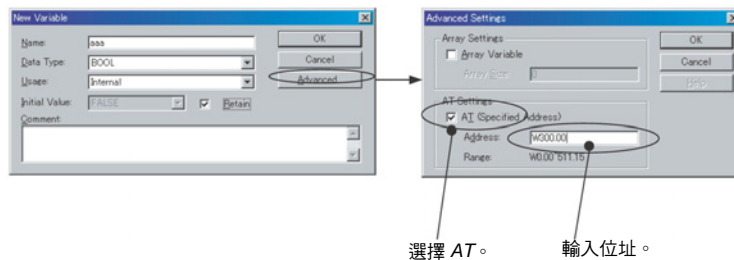 New Variable
Name: aaa
OK
Data Type: BOOL
Cancel
Usage: Internal
Advanced
Initial Value: FALSE Retain
Comment:
Advanced Settings
Array Settings
OK
Array Variable
Cancel
Array Size: 0
Help
AT Settings
AT (Specified Address)
Address: W300.00
Range: W0.00 511.15
選擇 AT。
輸入位址。